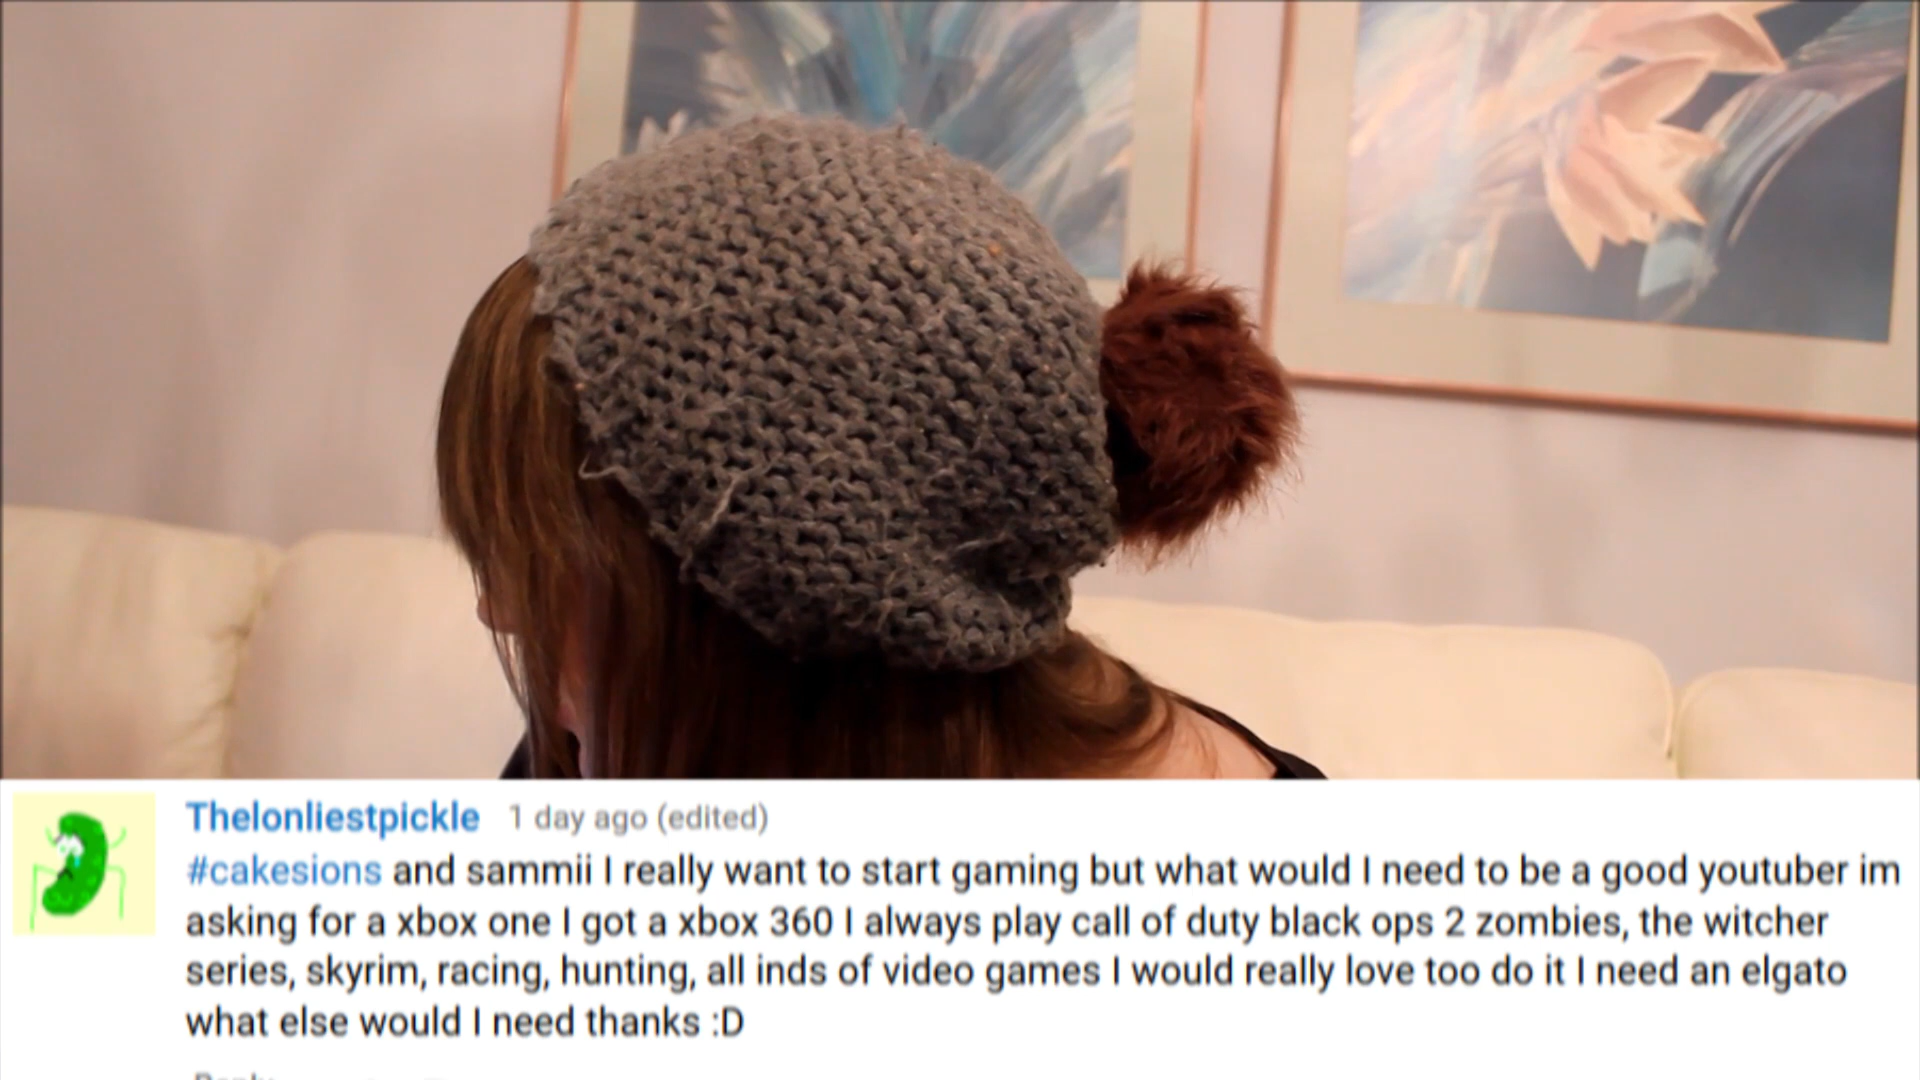 Thelonliestpickle 1 day ago (edited)
#cakesions and sammii I really want to start gaming but what would I need to be a good youtuber im
asking for a xbox one I got a xbox 360 I always play call of duty black ops 2 zombies, the witcher
series, skyrim, racing, hunting, all inds of video games I would really love too do it I need an elgato
what else would I need thanks :D